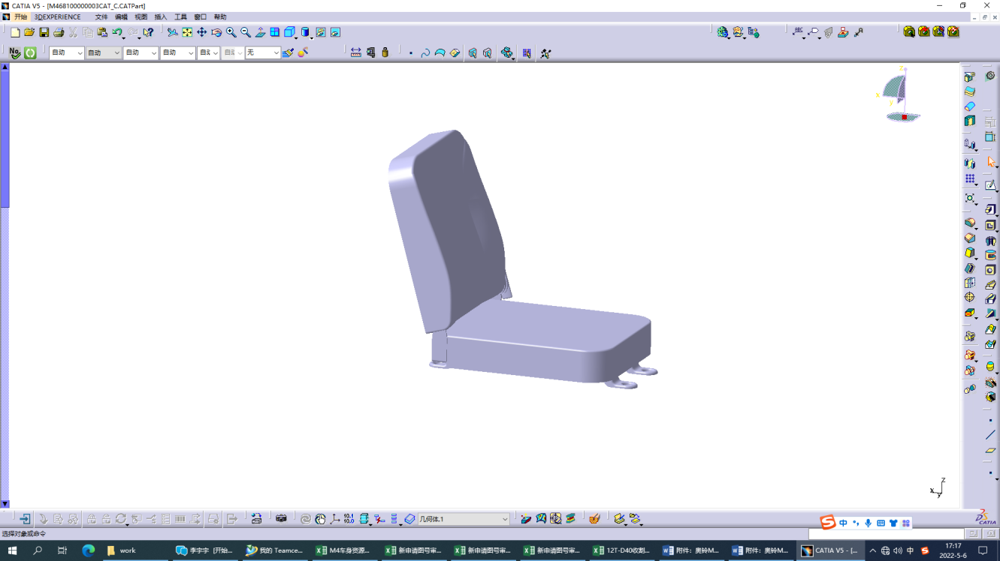 CATIA V5 - [M468100000003CAT_C.CATPart]
开始 3DEXPERIENCE 文件 编辑 视图 插入 工具 窗口 帮助
自动 自动 自动 自动 自 自 无
Z
X
y
Z
X
y
几何体.1
中
CATIA
选择对象或命令
work 李宇宇 [开始... 我的 Teamce... M4车身资源... 新申请图号审... 新申请图号审... 新申请图号审... 12T-D40收割... 附件：奥铃M... 附件：奥铃M... CATIA V5 - [... 中 17:17
2022-5-6